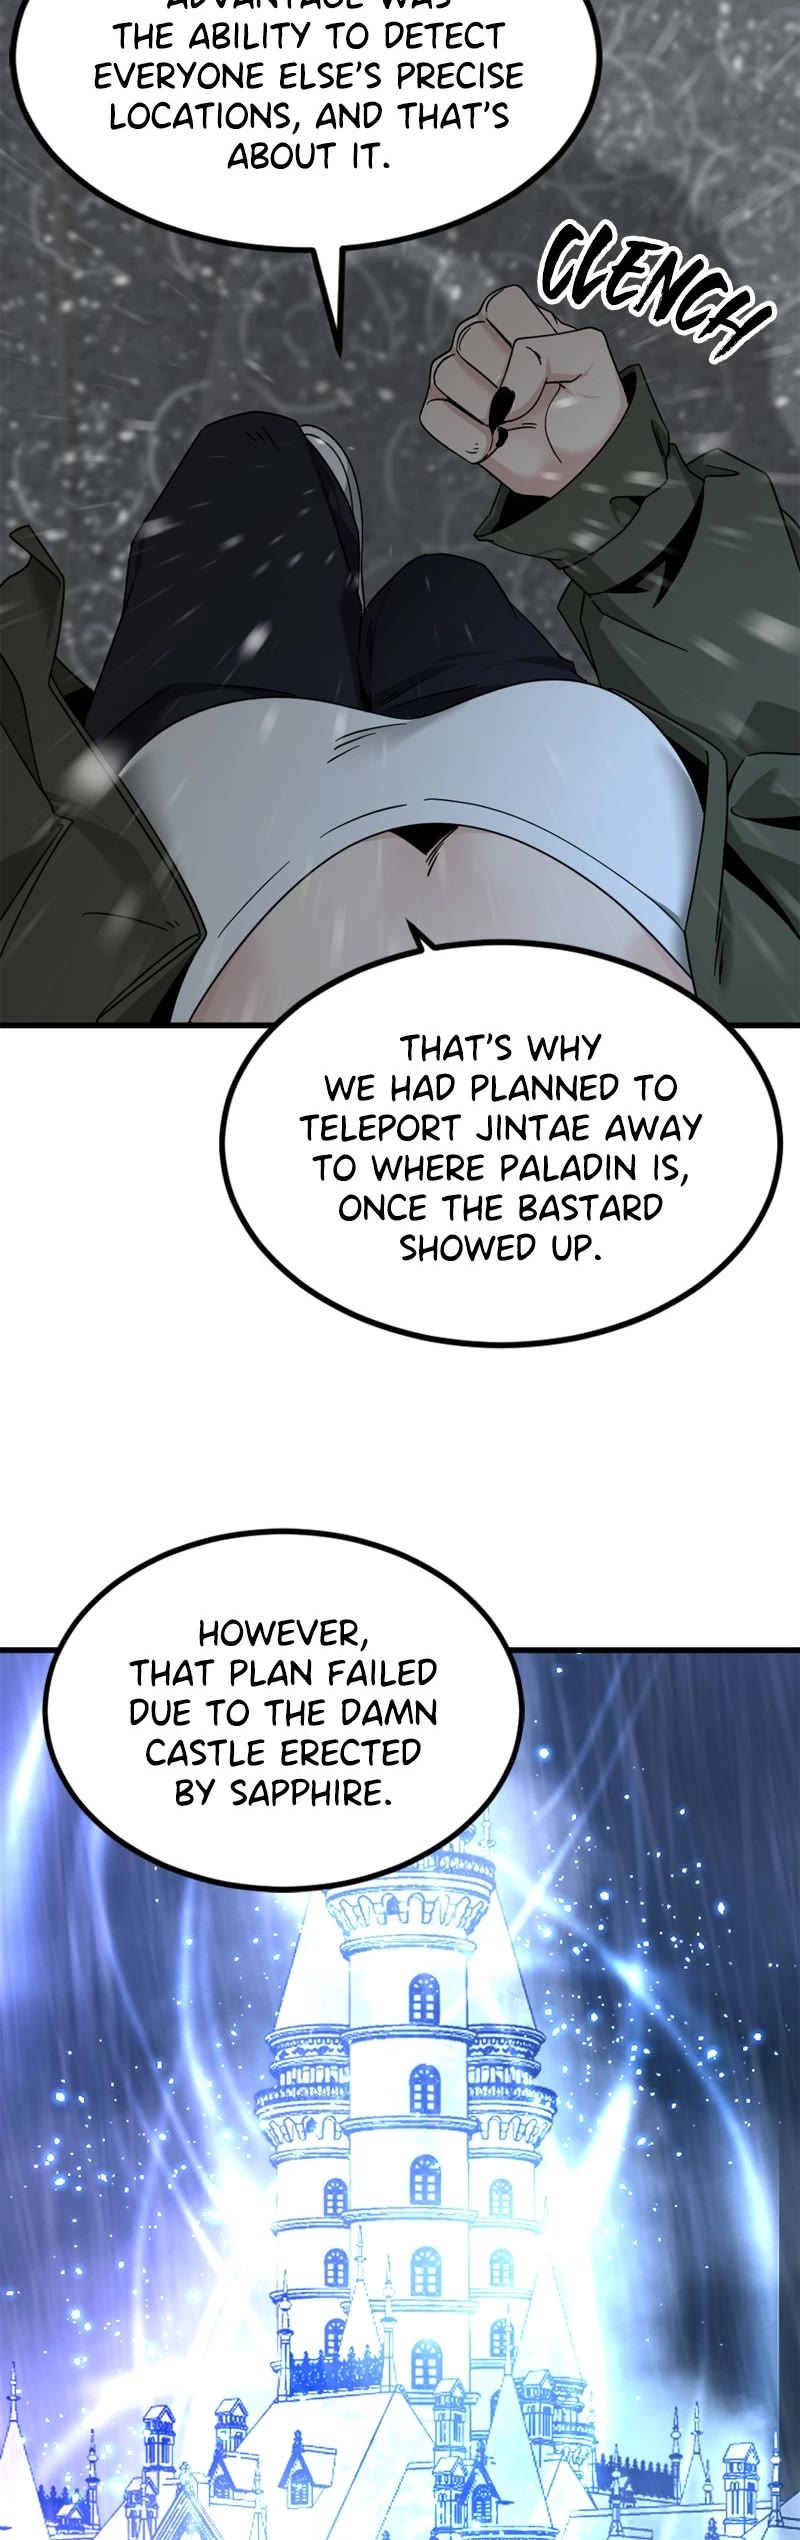 ADVANTAGE WAS
THE ABILITY TO DETECT
EVERYONE ELSE'S PRECISE
LOCATIONS, AND THAT'S
ABOUT IT.
CLENCH
THAT'S WHY
WE HAD PLANNED TO
TELEPORT JINTAE AWAY
TO WHERE PALADIN IS,
ONCE THE BASTARD
SHOWED UP.
HOWEVER,
THAT PLAN FAILED
DUE TO THE DAMN
CASTLE ERECTED
BY SAPPHIRE.